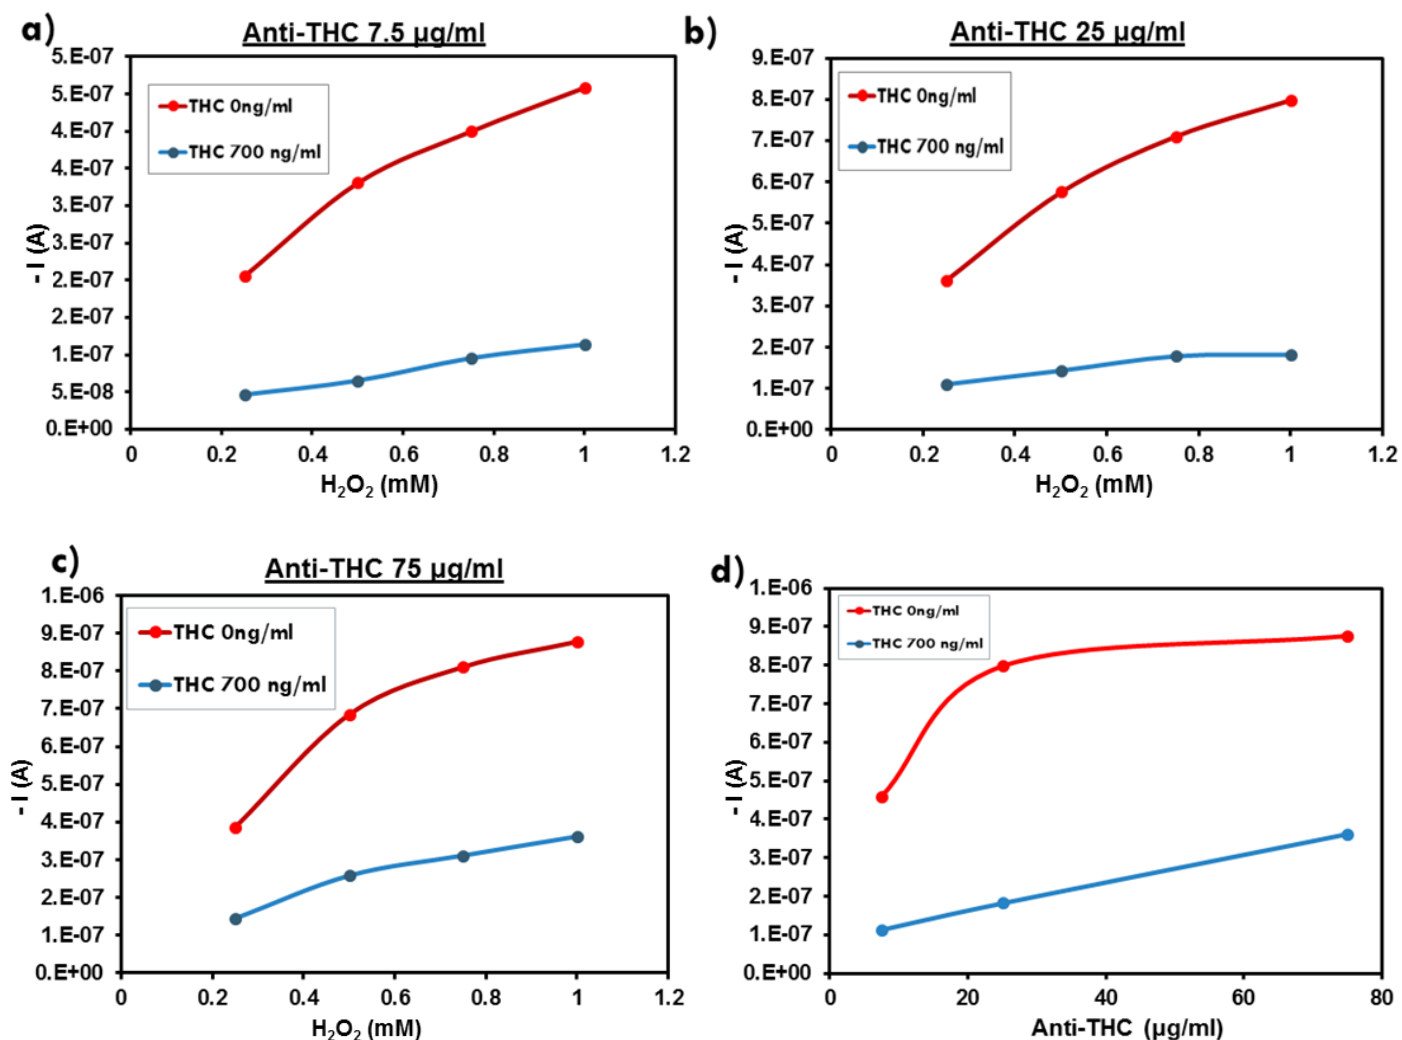 a)
Anti-THC 7.5 µg/ml
5.E-07
5.E-07
4.E-07
4.E-07
3.E-07
3.E-07
2.E-07
2.E-07
1.E-07
5.E-08
0.E+00
- I (A)
THC 0ng/ml
THC 700 ng/ml
0 0.2 0.4 0.6 0.8 1 1.2
H₂O₂ (mM)
b)
Anti-THC 25 µg/ml
9.E-07
8.E-07
7.E-07
6.E-07
5.E-07
4.E-07
3.E-07
2.E-07
1.E-07
0.E+00
- I (A)
THC 0ng/ml
THC 700 ng/ml
0 0.2 0.4 0.6 0.8 1 1.2
H₂O₂ (mM)
c)
Anti-THC 75 µg/ml
1.E-06
9.E-07
8.E-07
7.E-07
6.E-07
5.E-07
4.E-07
3.E-07
2.E-07
1.E-07
0.E+00
- I (A)
THC 0ng/ml
THC 700 ng/ml
0 0.2 0.4 0.6 0.8 1 1.2
H₂O₂ (mM)
d)
1.E-06
9.E-07
8.E-07
7.E-07
6.E-07
5.E-07
4.E-07
3.E-07
2.E-07
1.E-07
0.E+00
- I (A)
THC 0ng/ml
THC 700 ng/ml
0 20 40 60 80
Anti-THC (µg/ml)